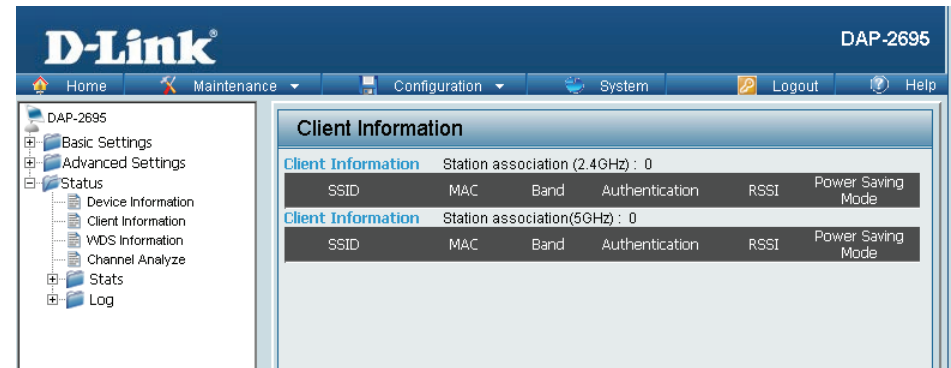 D-Link®
DAP-2695
Home Maintenance Configuration System Logout Help
DAP-2695
Basic Settings
Advanced Settings
Status
Device Information
Client Information
WDS Information
Channel Analyze
Stats
Log
Client Information
Client Information Station association (2.4GHz) : 0
SSID MAC Band Authentication RSSI Power Saving Mode
Client Information Station association(5GHz) : 0
SSID MAC Band Authentication RSSI Power Saving Mode